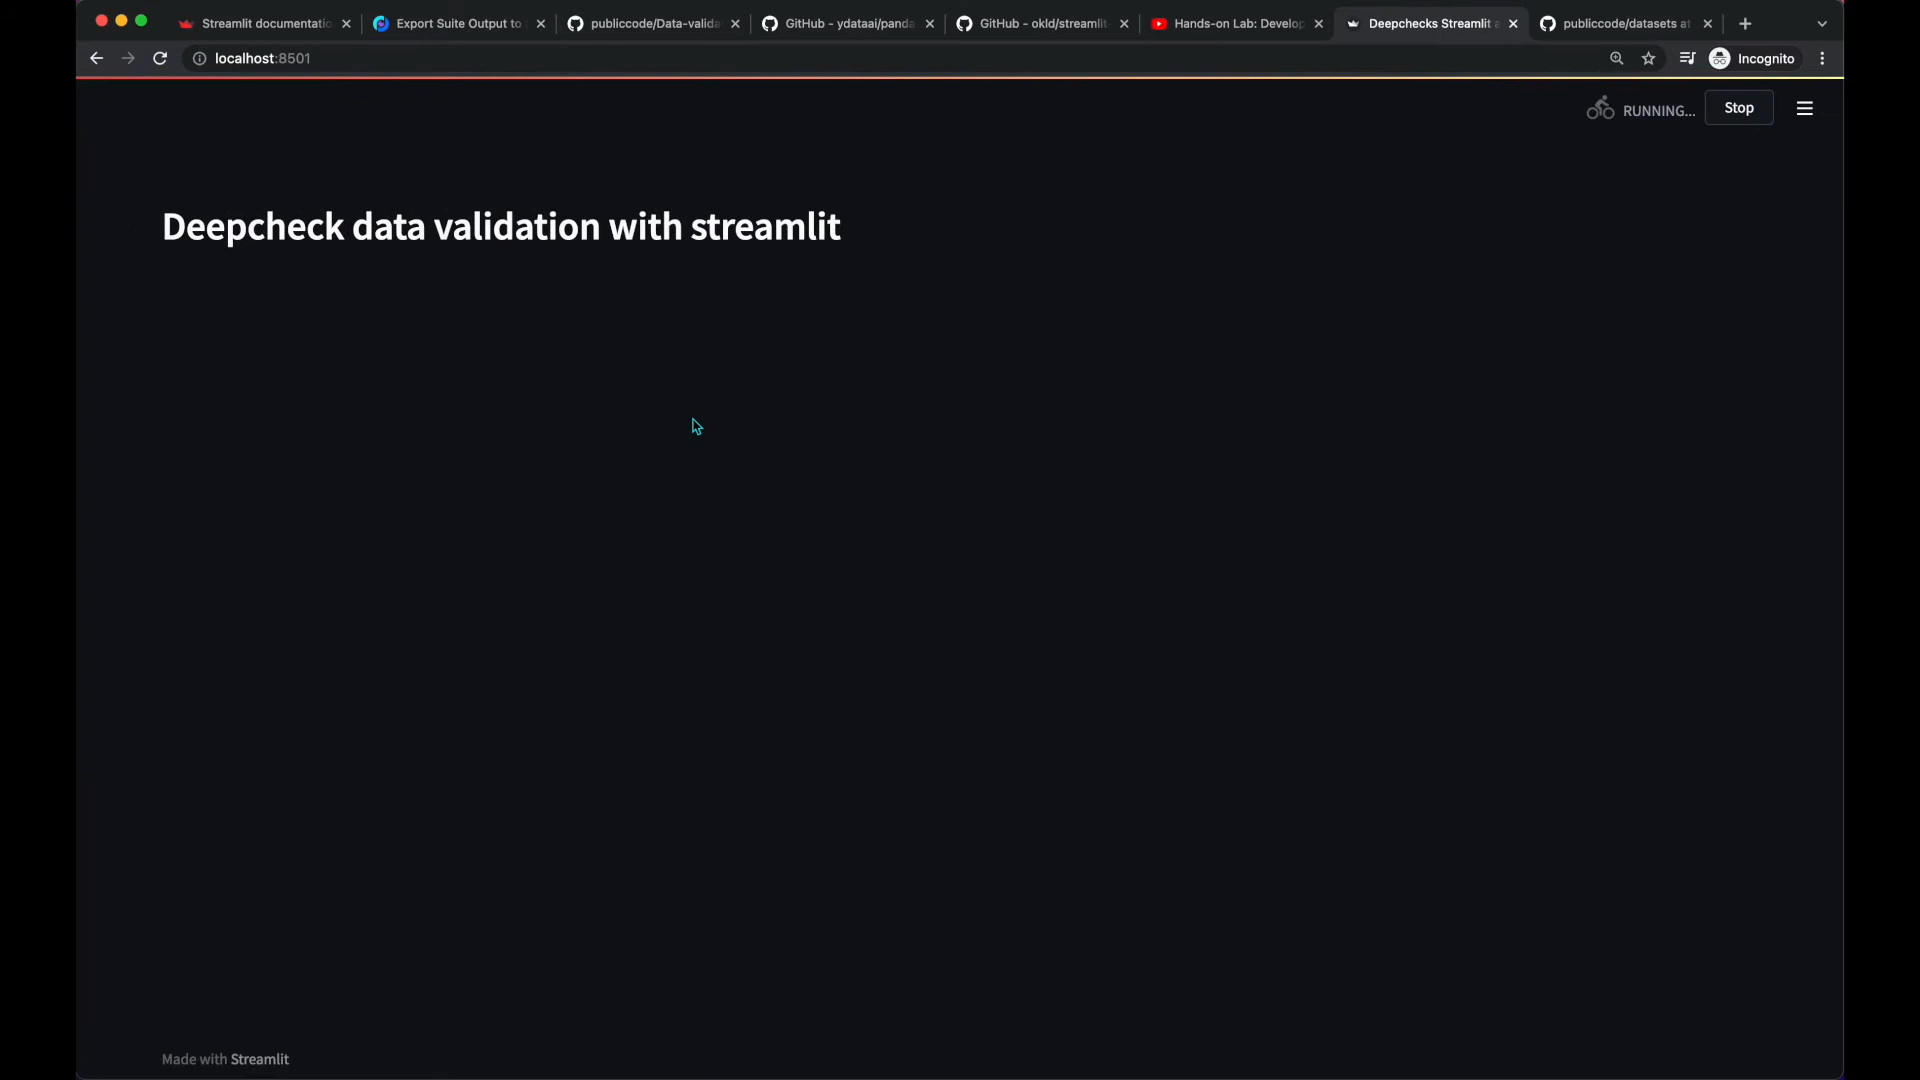 Streamlit documentatio
Export Suite Output to
publiccode/Data-valida
GitHub - ydataai/panda
GitHub - okld/streamlit
Hands-on Lab: Develop
Deepchecks Streamlit a
publiccode/datasets at
localhost:8501
Incognito
RUNNING...
Stop
Deepcheck data validation with streamlit
Made with Streamlit